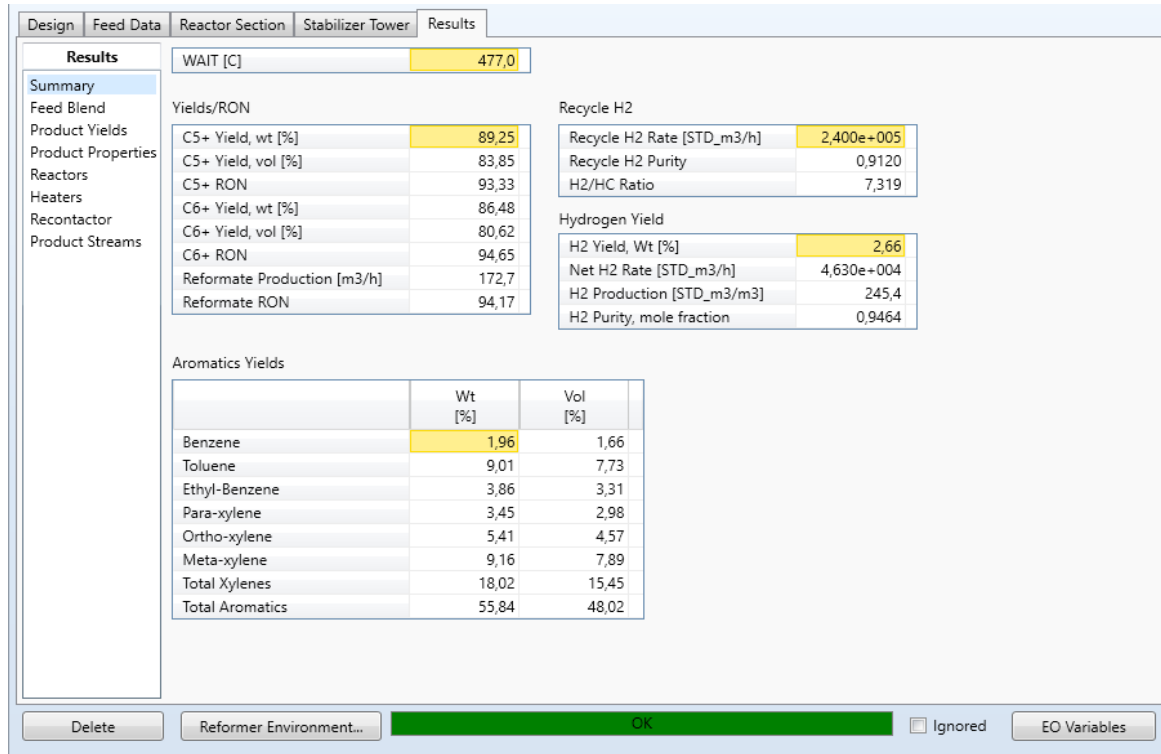 Design Feed Data Reactor Section Stabilizer Tower Results
Results
Summary
Feed Blend
Product Yields
Product Properties
Reactors
Heaters
Recontactor
Product Streams
WAIT [C] 477,0
Yields/RON
C5+ Yield, wt [%] 89,25
C5+ Yield, vol [%] 83,85
C5+ RON 93,33
C6+ Yield, wt [%] 86,48
C6+ Yield, vol [%] 80,62
C6+ RON 94,65
Reformate Production [m3/h] 172,7
Reformate RON 94,17
Recycle H2
Recycle H2 Rate [STD_m3/h] 2,400e+005
Recycle H2 Purity 0,9120
H2/HC Ratio 7,319
Hydrogen Yield
H2 Yield, Wt [%] 2,66
Net H2 Rate [STD_m3/h] 4,630e+004
H2 Production [STD_m3/m3] 245,4
H2 Purity, mole fraction 0,9464
Aromatics Yields
Wt Vol
[%] [%]
Benzene 1,96 1,66
Toluene 9,01 7,73
Ethyl-Benzene 3,86 3,31
Para-xylene 3,45 2,98
Ortho-xylene 5,41 4,57
Meta-xylene 9,16 7,89
Total Xylenes 18,02 15,45
Total Aromatics 55,84 48,02
Delete Reformer Environment... OK Ignored EO Variables